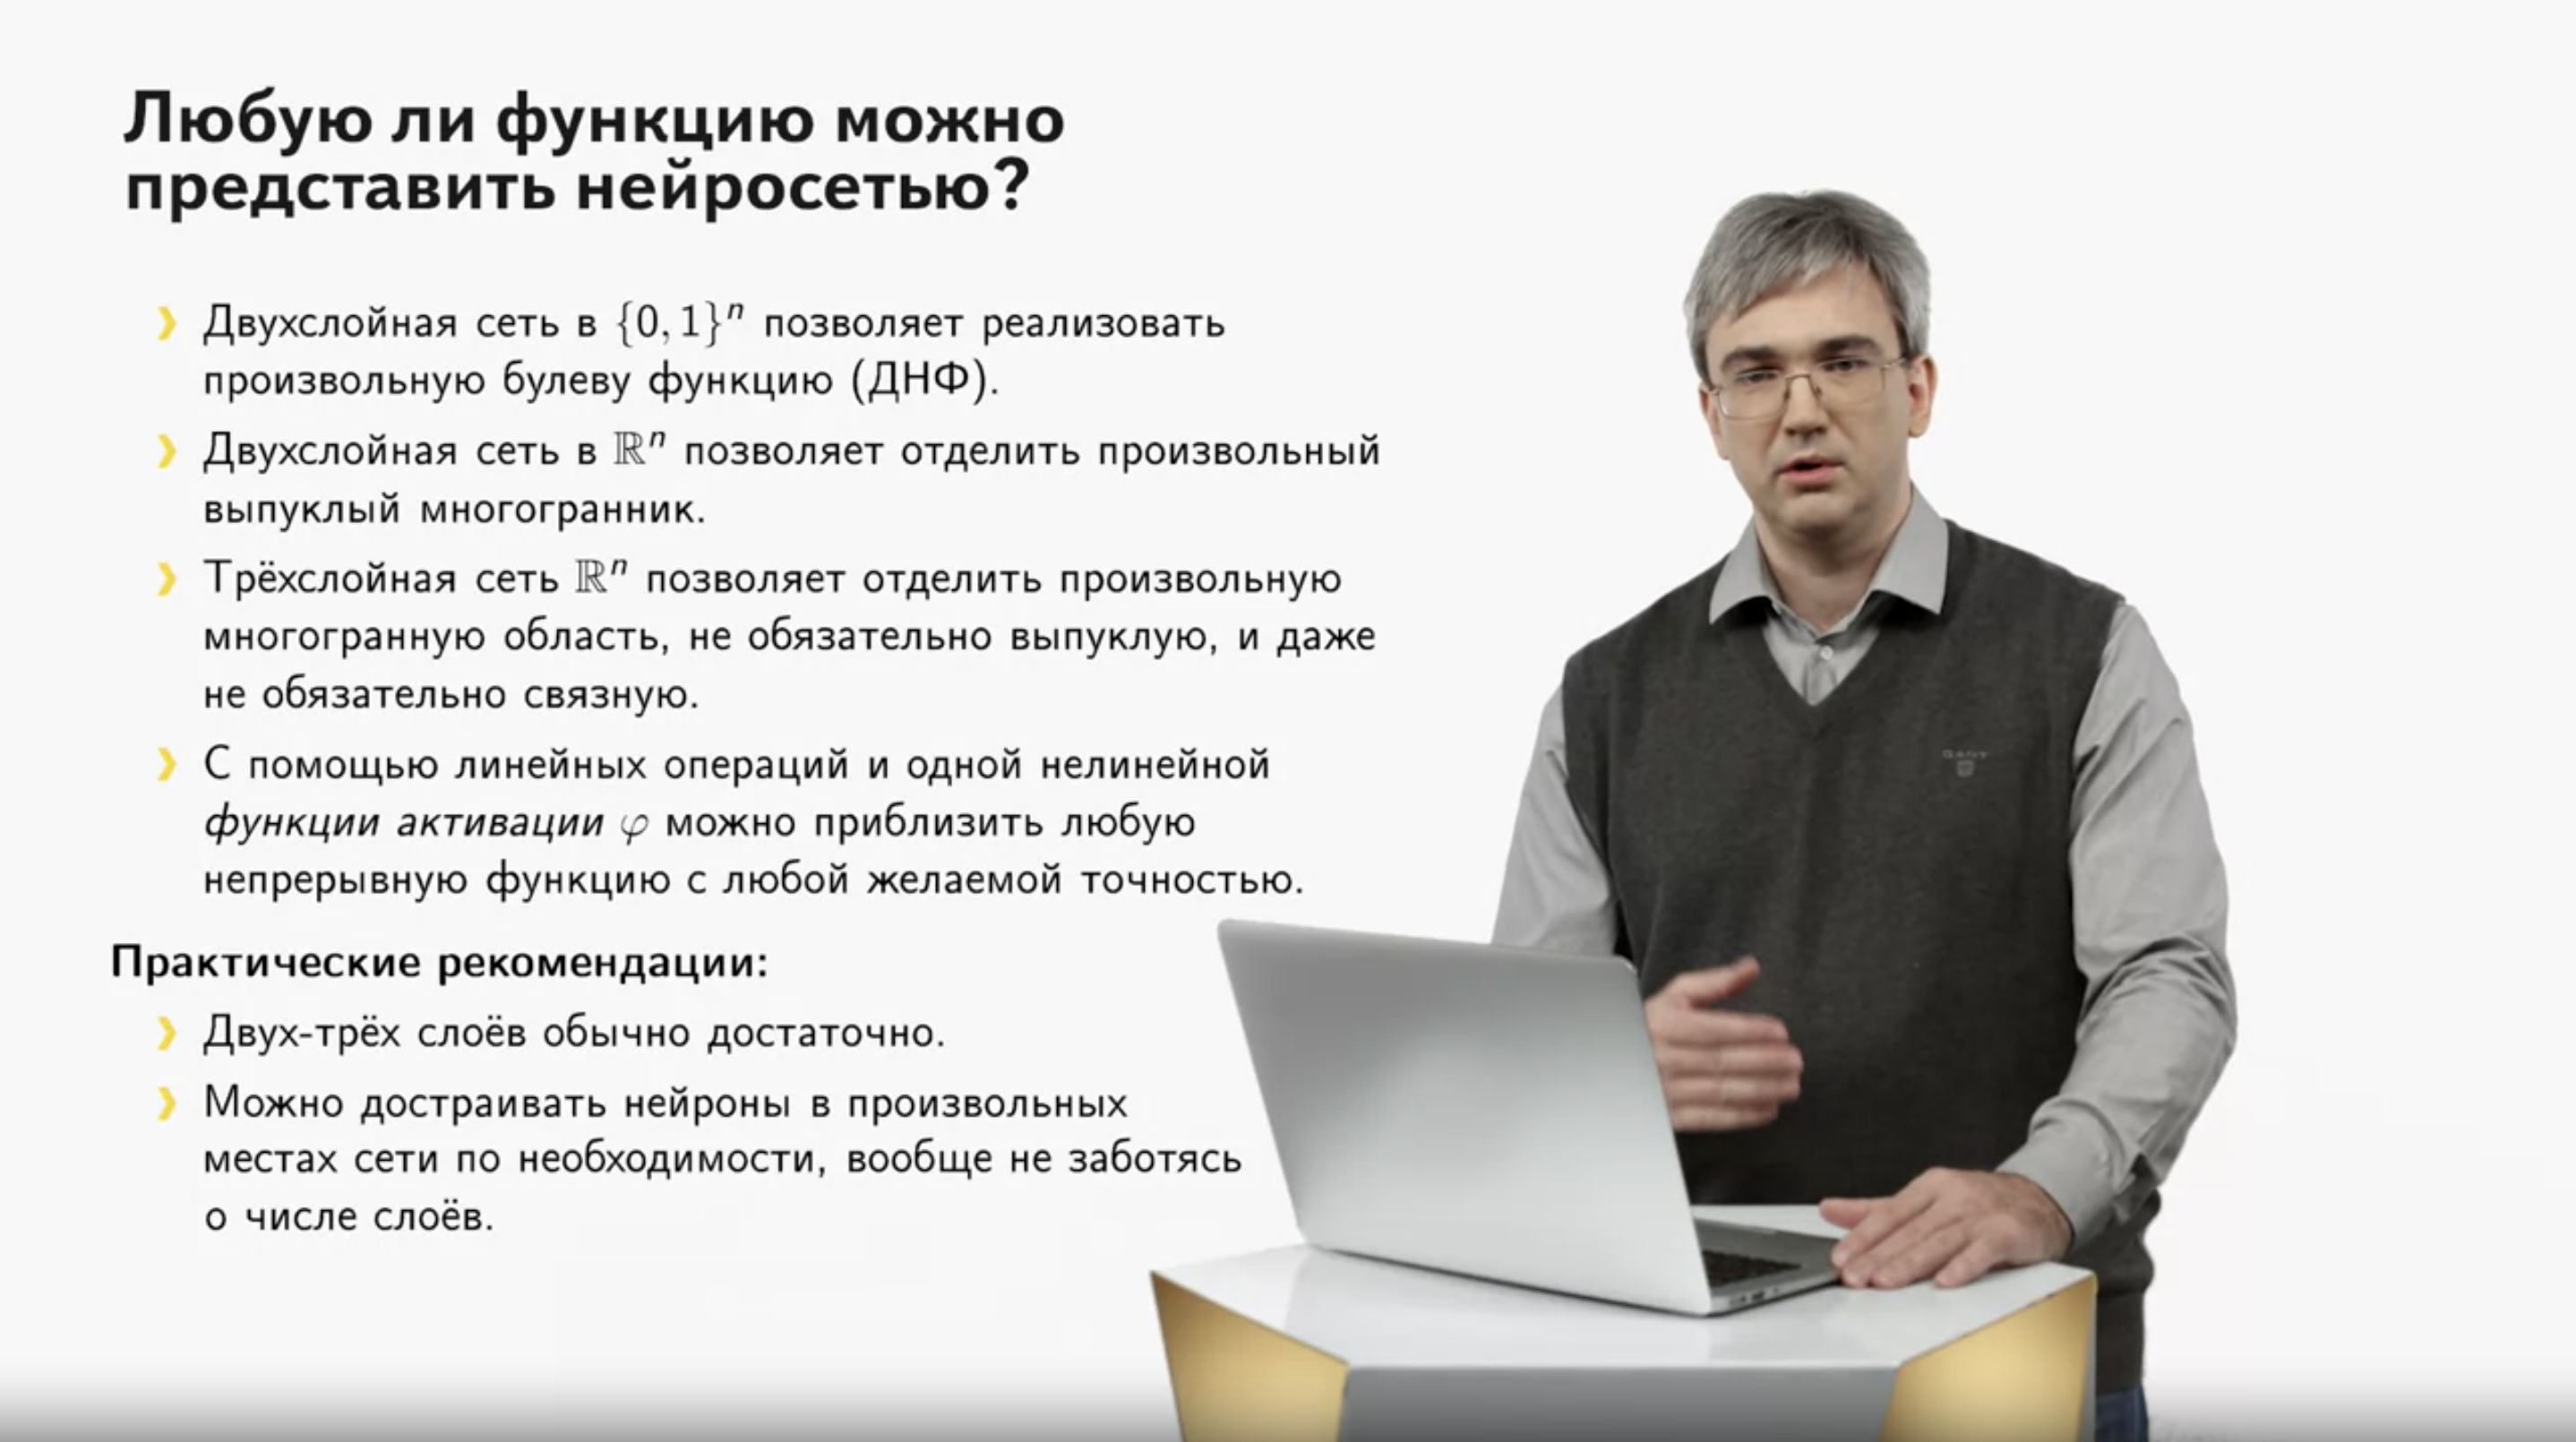 Любую ли функцию можно
представить нейросетью?
Двухслойная сеть в {0, 1}ⁿ позволяет реализовать
произвольную булеву функцию (ДНФ).
Двухслойная сеть в ℝⁿ позволяет отделить произвольный
выпуклый многогранник.
Трёхслойная сеть ℝⁿ позволяет отделить произвольную
многогранную область, не обязательно выпуклую, и даже
не обязательно связную.
С помощью линейных операций и одной нелинейной
функции активации φ можно приблизить любую
непрерывную функцию с любой желаемой точностью.
Практические рекомендации:
Двух-трёх слоёв обычно достаточно.
Можно достраивать нейроны в произвольных
местах сети по необходимости, вообще не заботясь
о числе слоёв.
GANT